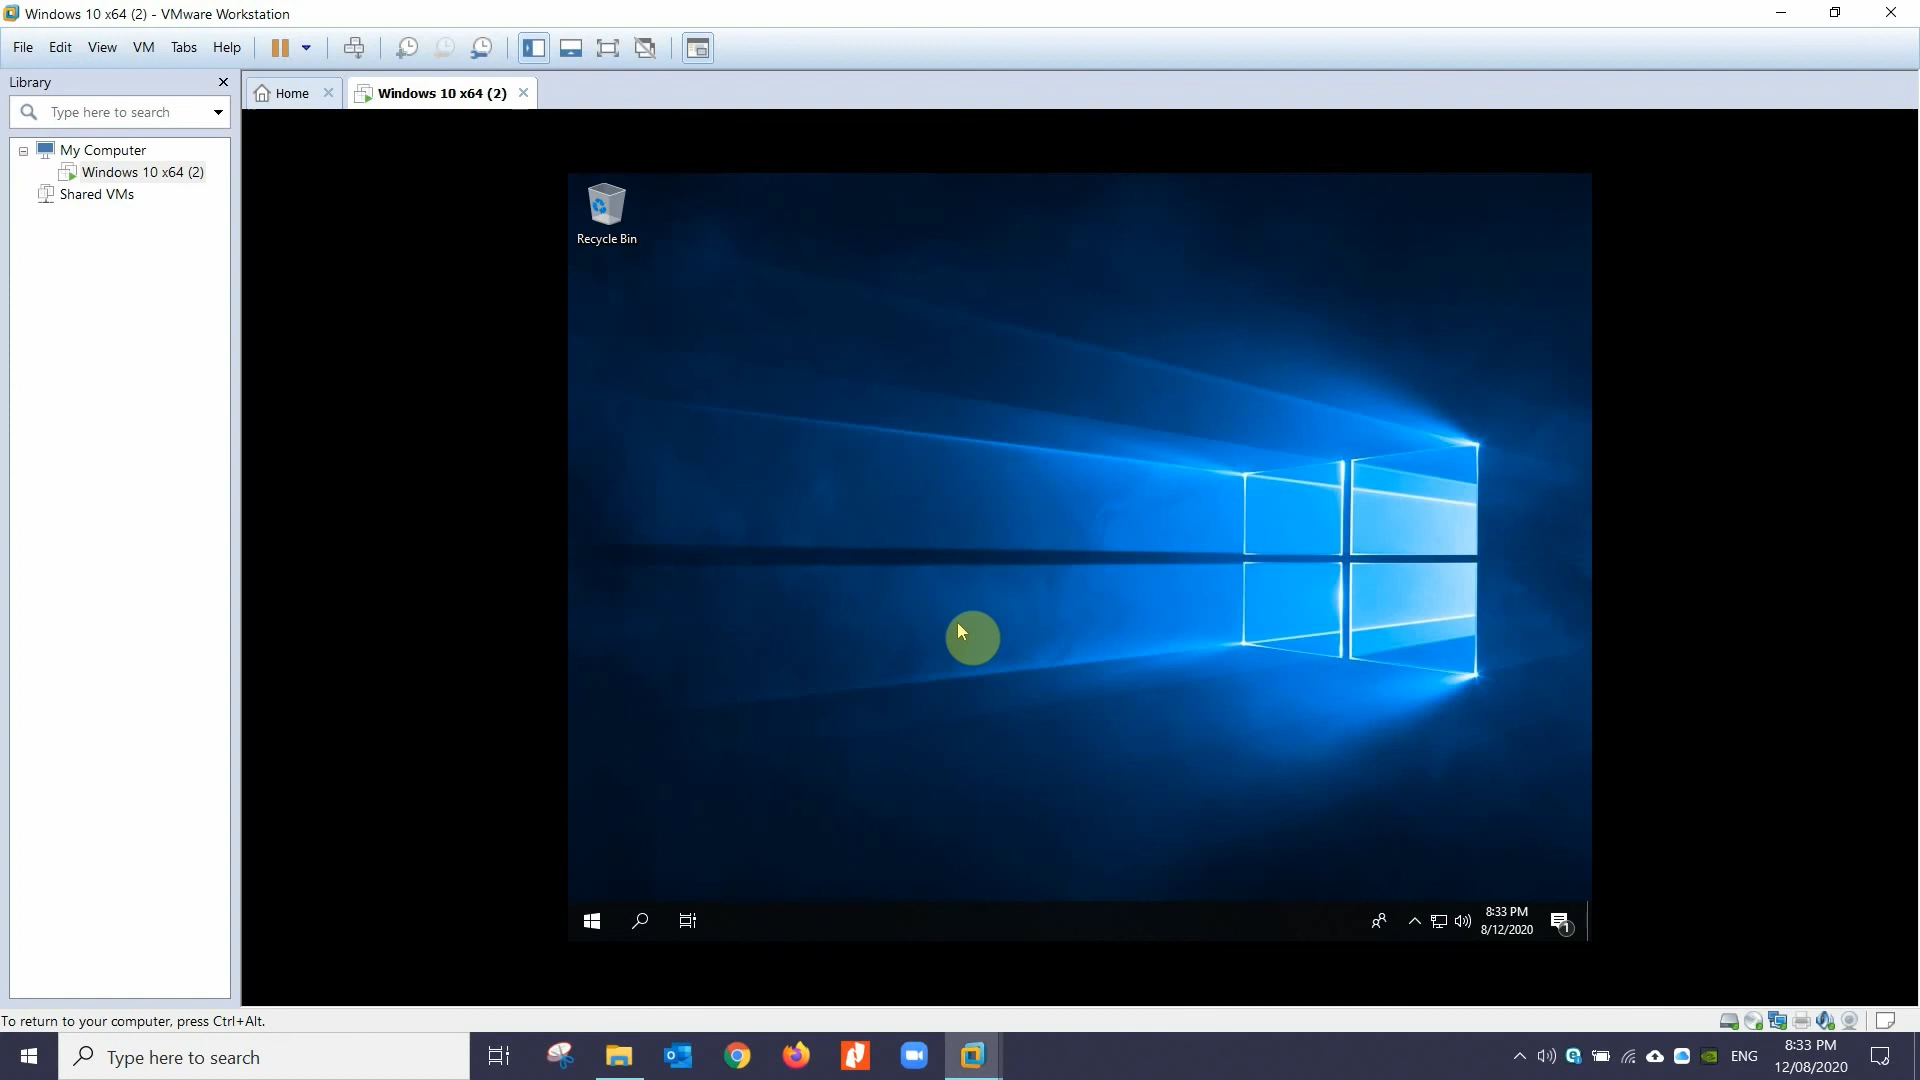 Windows 10 x64 (2) - VMware Workstation
File Edit View VM Tabs Help
Library
Home
Windows 10 x64 (2)
Type here to search
My Computer
Windows 10 x64 (2)
Shared VMs
Recycle Bin
8:33 PM
8/12/2020
1
To return to your computer, press Ctrl+Alt.
Type here to search
ENG
8:33 PM
12/08/2020